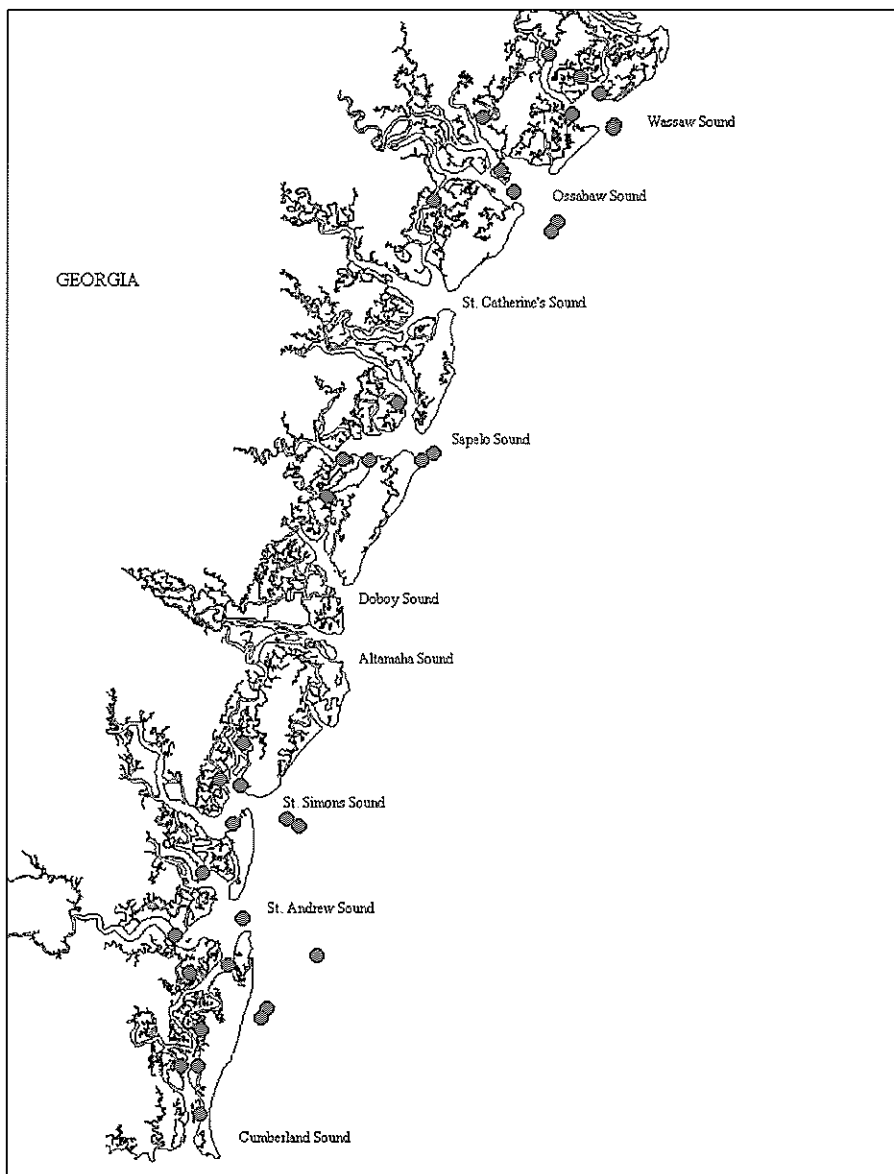 Wassaw Sound
Ossabaw Sound
GEORGIA
St. Catherine's Sound
Sapelo Sound
Doboy Sound
Altamaha Sound
St. Simons Sound
St. Andrew Sound
Cumberland Sound